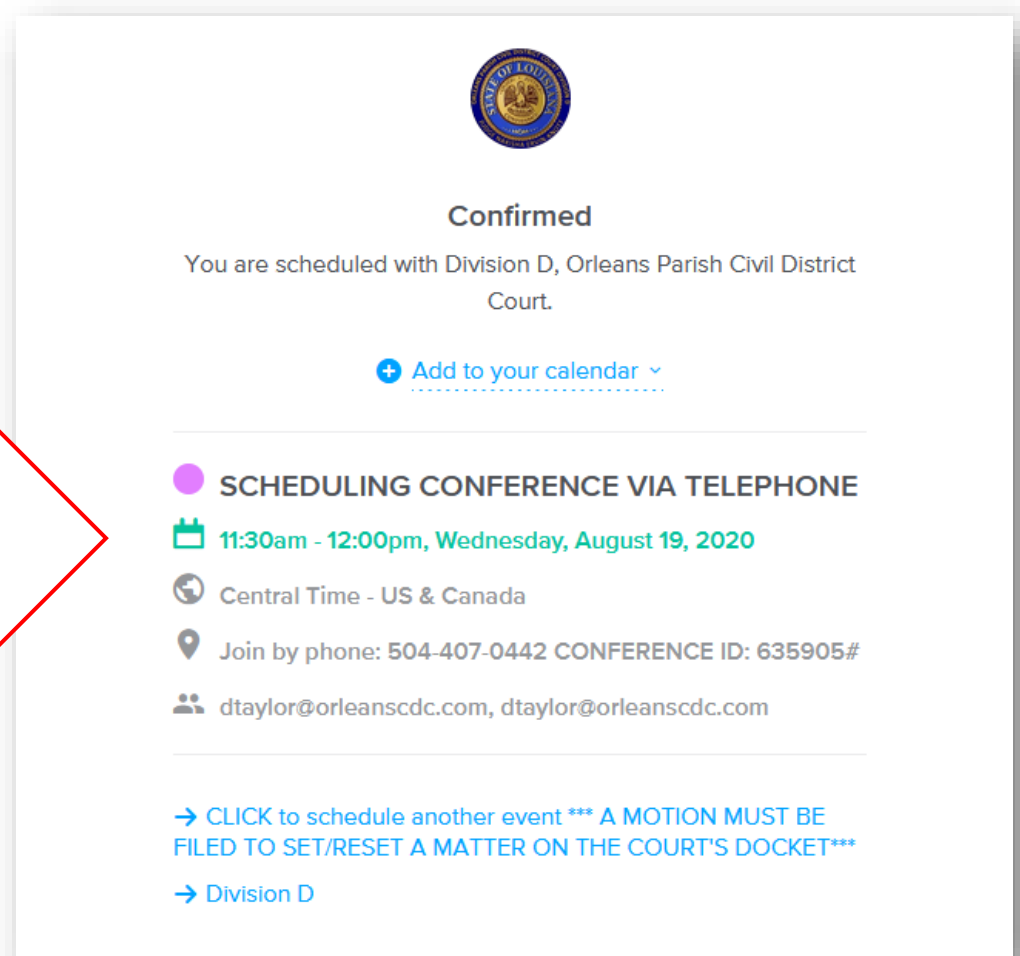 STATE OF LOUISIANA
Confirmed
You are scheduled with Division D, Orleans Parish Civil District
Court.
Add to your calendar
SCHEDULING CONFERENCE VIA TELEPHONE
11:30am - 12:00pm, Wednesday, August 19, 2020
Central Time - US & Canada
Join by phone: 504-407-0442 CONFERENCE ID: 635905#
dtaylor@orleanscdc.com, dtaylor@orleanscdc.com
→ CLICK to schedule another event *** A MOTION MUST BE
FILED TO SET/RESET A MATTER ON THE COURT'S DOCKET***
→ Division D